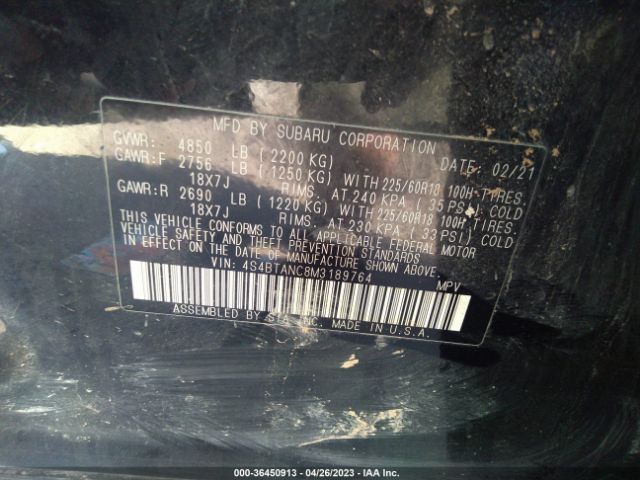 MFD. BY SUBARU CORPORATION DATE: 02/21
GVWR: 4850 LB (2200 KG)
GAWR:F 2756 LB (1250 KG) WITH 225/60R18 100H TIRES.
18X7J RIMS. AT 240 KPA (35 PSI) COLD
GAWR:R 2690 LB (1220 KG) WITH 225/60R18 100H TIRES.
18X7J RIMS. AT 230 KPA (33 PSI) COLD
THIS VEHICLE CONFORMS TO ALL APPLICABLE FEDERAL MOTOR
VEHICLE SAFETY AND THEFT PREVENTION STANDARDS
IN EFFECT ON THE DATE OF MANUFACTURE SHOWN ABOVE.
VIN: 4S4BTANC8M3189764 MPV
ASSEMBLED BY INC. MADE IN U.S.A.
000-36450913 - 04/26/2023 - IAA Inc.